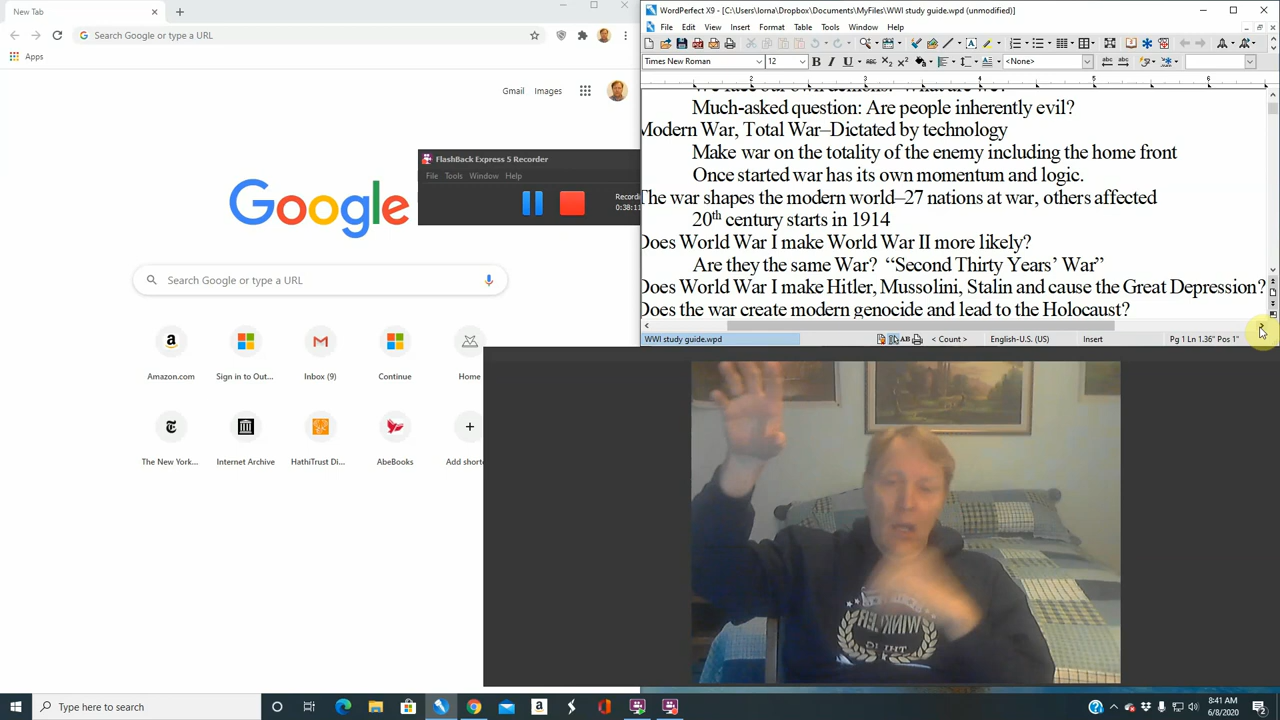 New Tab
Search Google or type a URL
Apps
Gmail
Images
FlashBack Express 5 Recorder
File Tools Window Help
0:38:11
Google
Search Google or type a URL
Amazon.com
Sign in to Out...
Inbox (9)
Continue
Home
The New York...
Internet Archive
HathiTrust Di...
AbeBooks
WordPerfect X9 - [C:\Users\lorna\Dropbox\Documents\MyFiles\WWI study guide.wpd (unmodified)]
File Edit View Insert Format Table Tools Window Help
Times New Roman 12 <None>
2 3 4 5 6
Much-asked question: Are people inherently evil?
Modern War, Total War–Dictated by technology
Make war on the totality of the enemy including the home front
Once started war has its own momentum and logic.
The war shapes the modern world–27 nations at war, others affected
20th century starts in 1914
Does World War I make World War II more likely?
Are they the same War? “Second Thirty Years’ War”
Does World War I make Hitler, Mussolini, Stalin and cause the Great Depression?
Does the war create modern genocide and lead to the Holocaust?
WWI study guide.wpd
< Count >
English-U.S. (US)
Insert
Pg 1 Ln 1.36" Pos 1"
WINKLER
Type here to search
8:41 AM
6/8/2020